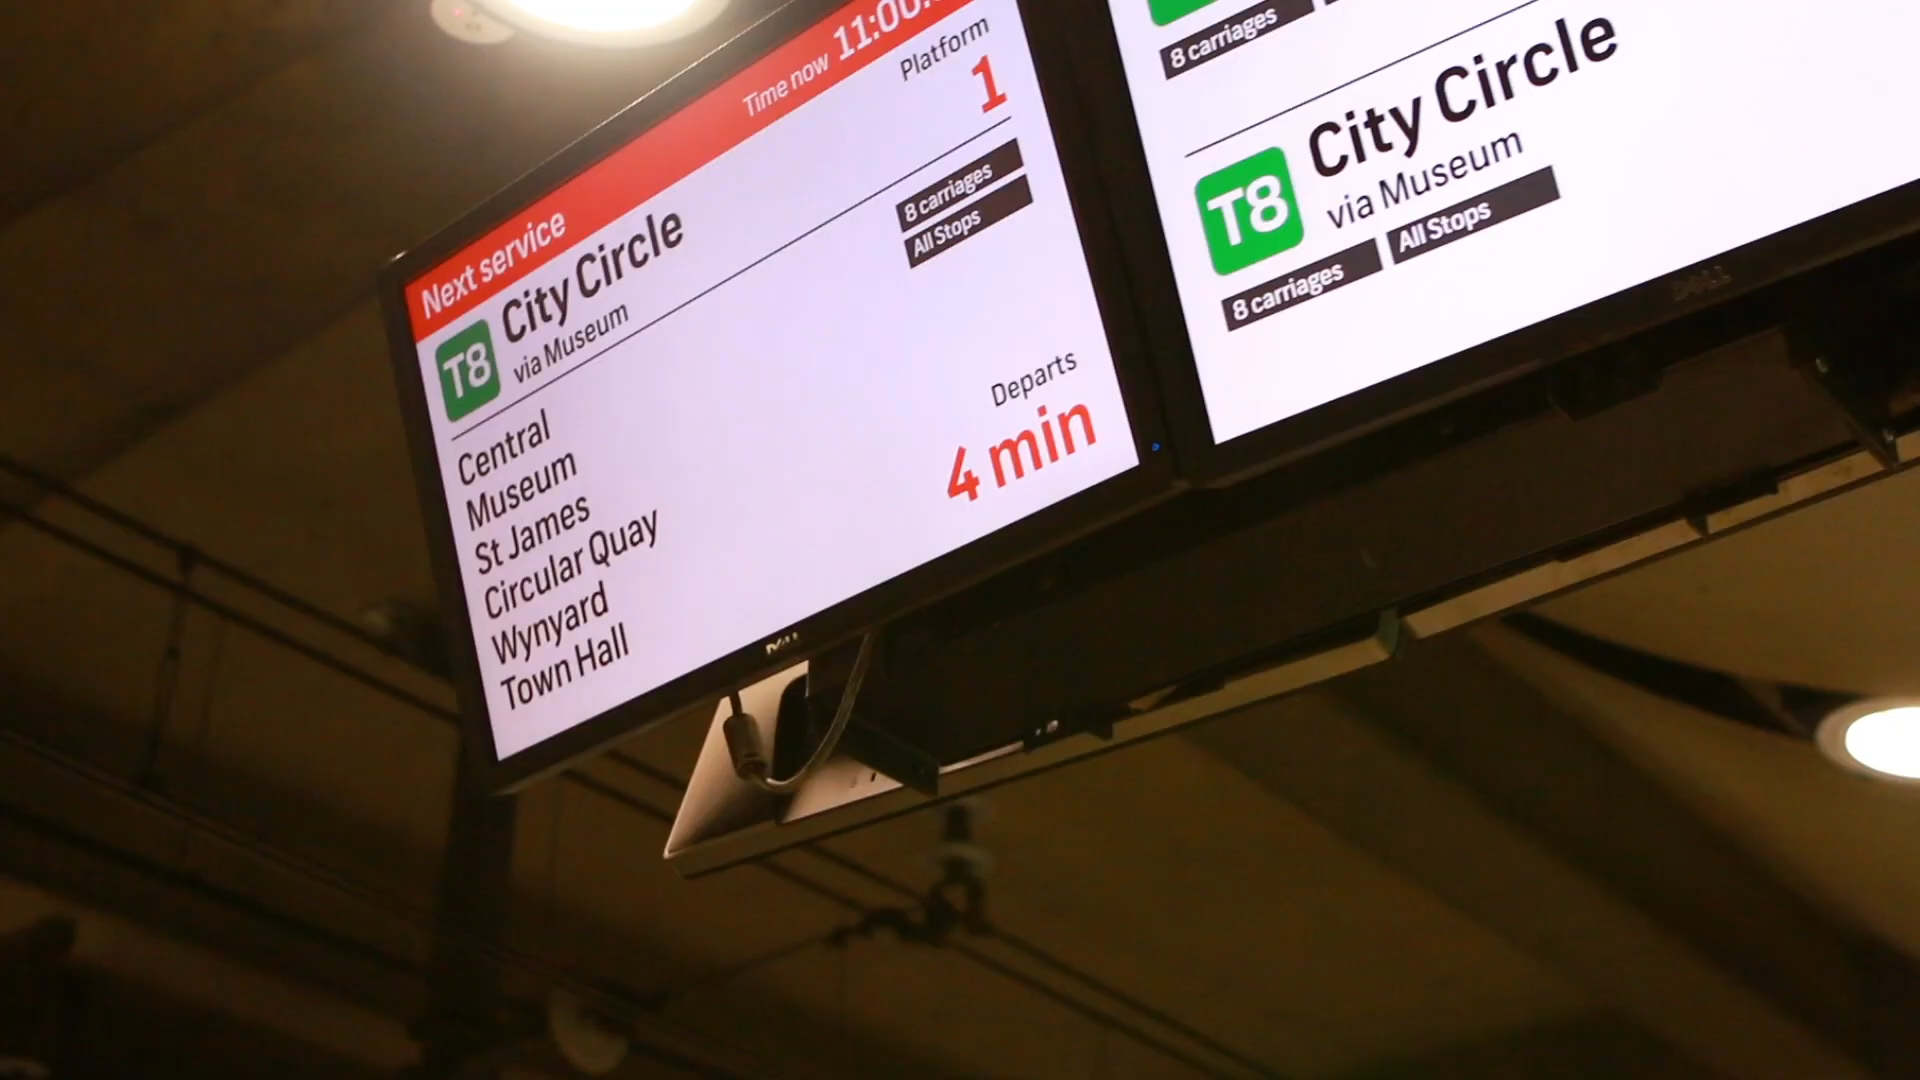 Time now 11:00
Platform
1
Next service
T8
City Circle
via Museum
8 carriages
All Stops
Central
Museum
St James
Circular Quay
Wynyard
Town Hall
Departs
4 min
DELL
8 carriages
T8
City Circle
via Museum
8 carriages
All Stops
DELL